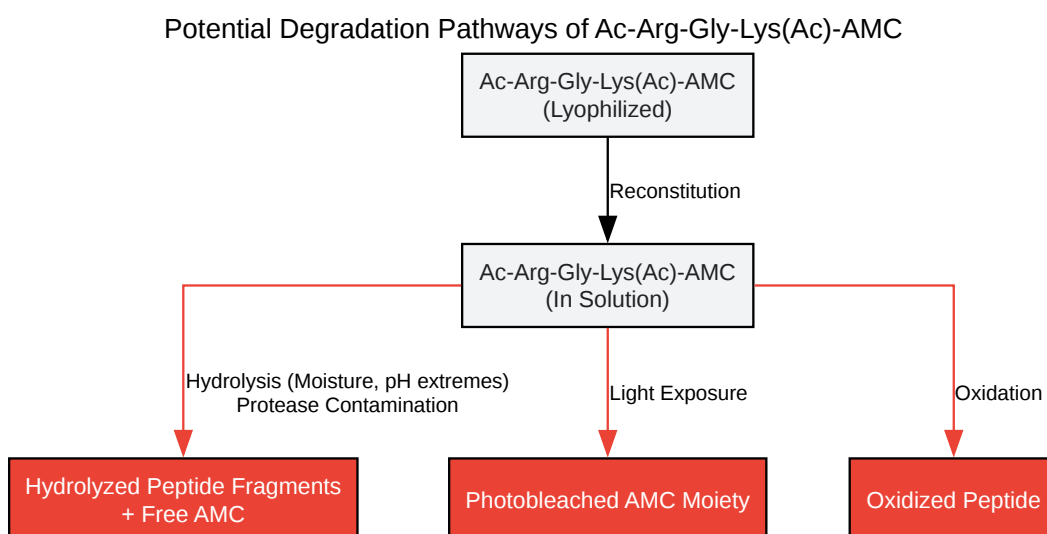 Potential Degradation Pathways of Ac-Arg-Gly-Lys(Ac)-AMC
Ac-Arg-Gly-Lys(Ac)-AMC
(Lyophilized)
Reconstitution
Ac-Arg-Gly-Lys(Ac)-AMC
(In Solution)
Hydrolysis (Moisture, pH extremes)
Protease Contamination
Light Exposure
Oxidation
Hydrolyzed Peptide Fragments
+ Free AMC
Photobleached AMC Moiety
Oxidized Peptide